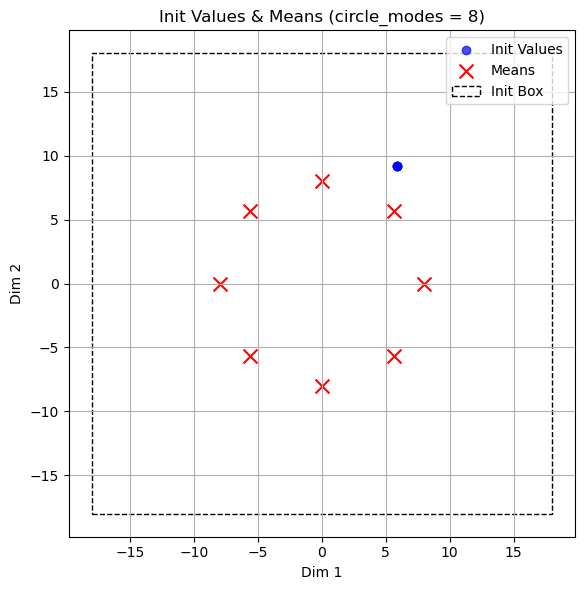 Init Values & Means (circle_modes = 8)
Init Values
Means
Init Box
15
10
5
0
−5
−10
−15
Dim 2
−15 −10 −5 0 5 10 15
Dim 1